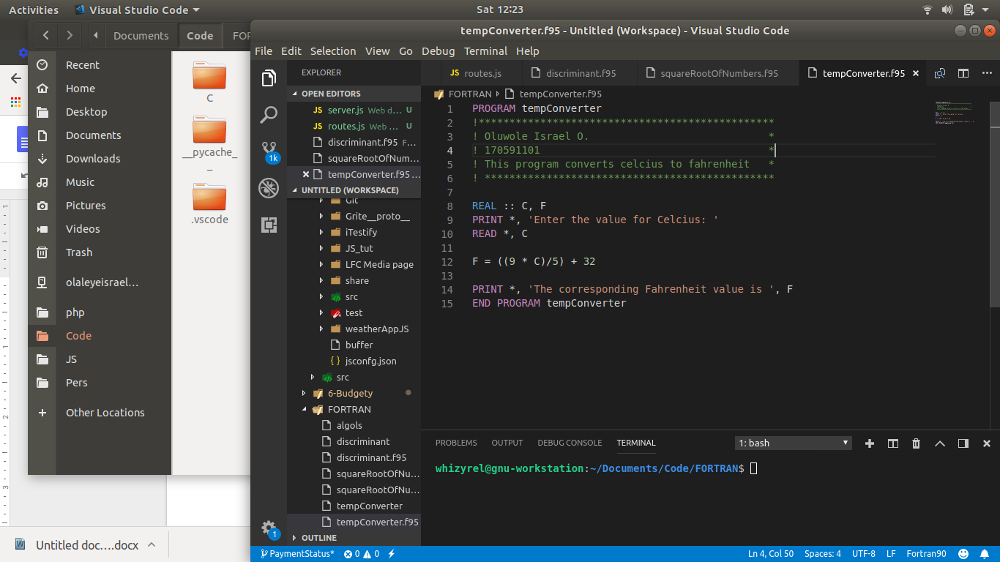 Activities
Visual Studio Code
Sat 12:23
Documents
Code
FO
Recent
Home
Desktop
Documents
Downloads
Music
Pictures
Videos
Trash
olaleyeisrael…
php
Code
JS
Pers
Other Locations
C
__pycache_
_
.vscode
Untitled doc….docx
tempConverter.f95 - Untitled (Workspace) - Visual Studio Code
File Edit Selection View Go Debug Terminal Help
EXPLORER
OPEN EDITORS
JS server.js Web d… U
JS routes.js Web … U
discriminant.f95 F…
squareRootOfNum…
tempConverter.f95 …
UNTITLED (WORKSPACE)
Git
Grite__proto__
iTestify
JS_tut
LFC Media page
share
src
test
weatherAppJS
buffer
{ } jsconfg.json
src
6-Budgety
FORTRAN
algols
discriminant
discriminant.f95
squareRootOfNu…
squareRootOfNu…
tempConverter
tempConverter.f95
OUTLINE
1k
1
JS routes.js
discriminant.f95
squareRootOfNumbers.f95
tempConverter.f95
FORTRAN tempConverter.f95
1 PROGRAM tempConverter
2 !************************************************
3 ! Oluwole Israel O. *
4 ! 170591101 *
5 ! This program converts celcius to fahrenheit *
6 ! ***********************************************
7
8 REAL :: C, F
9 PRINT *, 'Enter the value for Celcius: '
10 READ *, C
11
12 F = ((9 * C)/5) + 32
13
14 PRINT *, 'The corresponding Fahrenheit value is ', F
15 END PROGRAM tempConverter
PROBLEMS OUTPUT DEBUG CONSOLE TERMINAL
1: bash
whizyrel@gnu-workstation:~/Documents/Code/FORTRAN$
PaymentStatus* 0 0
Ln 4, Col 50 Spaces: 4 UTF-8 LF Fortran90